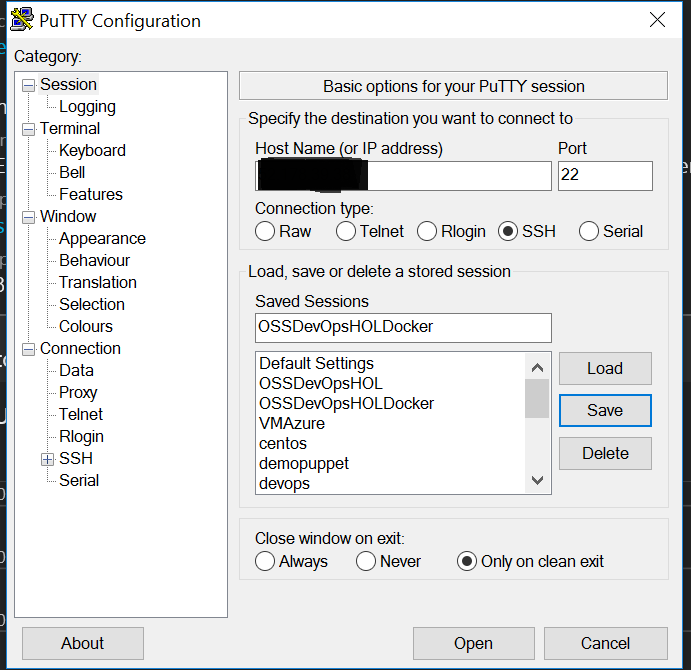 PuTTY Configuration
Category:
Session
Logging
Terminal
Keyboard
Bell
Features
Window
Appearance
Behaviour
Translation
Selection
Colours
Connection
Data
Proxy
Telnet
Rlogin
SSH
Serial
Basic options for your PuTTY session
Specify the destination you want to connect to
Host Name (or IP address) Port
22
Connection type:
Raw Telnet Rlogin SSH Serial
Load, save or delete a stored session
Saved Sessions
OSSDevOpsHOLDocker
Default Settings
OSSDevOpsHOL
OSSDevOpsHOLDocker
VMAzure
centos
demopuppet
devops
Load
Save
Delete
Close window on exit:
Always Never Only on clean exit
About Open Cancel